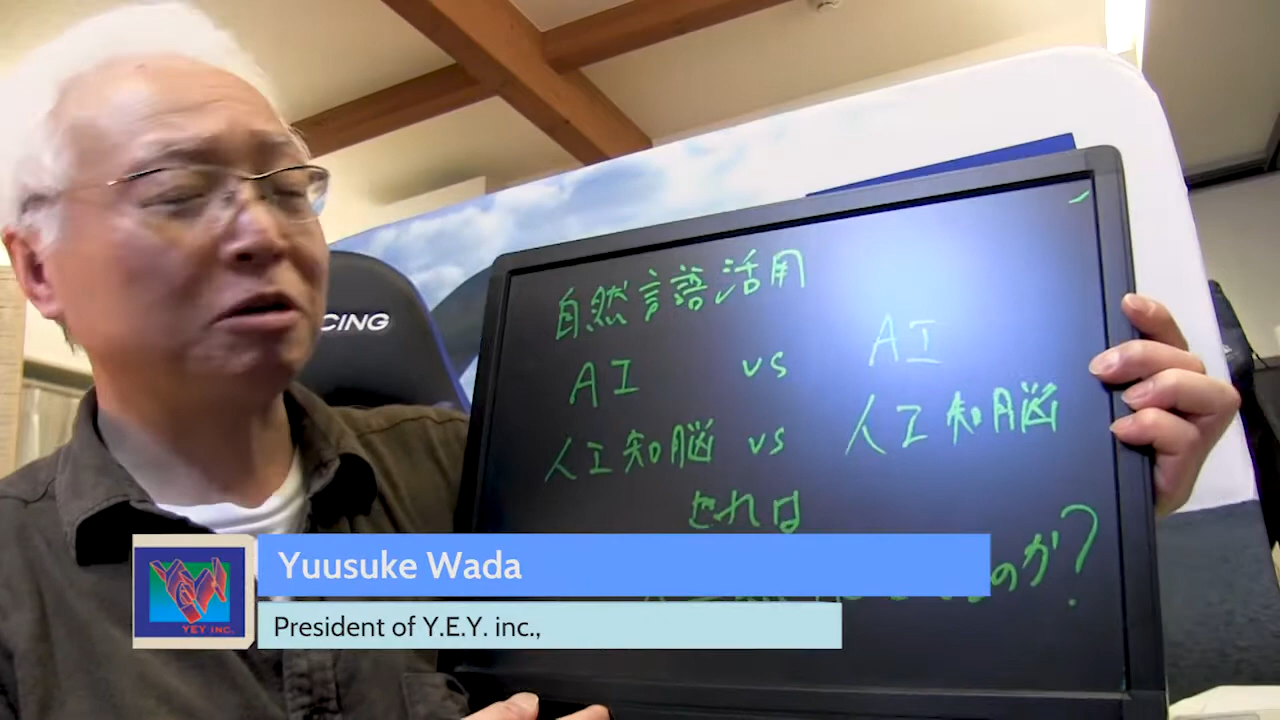 CING
自然言語活用
AI vs AI
人工知脳 vs 人工知脳
それは
のか?
Yuusuke Wada
President of Y.E.Y. inc.,
YEY INC.